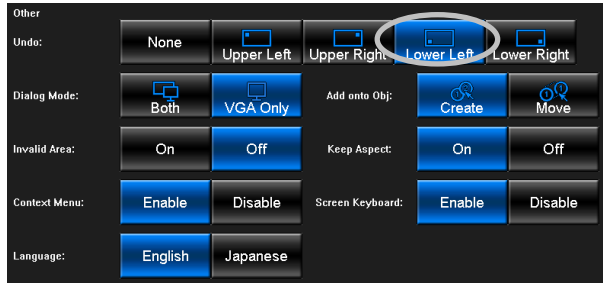 Other
Undo: None Upper Left Upper Right Lower Left Lower Right
Dialog Mode: Both VGA Only Add onto Obj: Create Move
Invalid Area: On Off Keep Aspect: On Off
Context Menu: Enable Disable Screen Keyboard: Enable Disable
Language: English Japanese